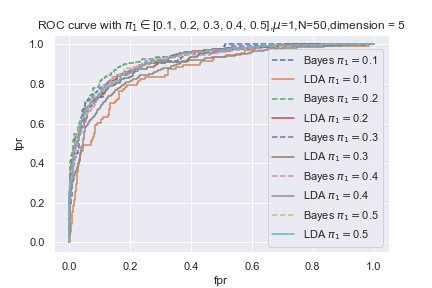 ROC curve with π₁ ∈ [0.1, 0.2, 0.3, 0.4, 0.5],μ=1,N=50,dimension = 5
tpr
1.0
0.8
0.6
0.4
0.2
0.0
Bayes π₁ = 0.1
LDA π₁ = 0.1
Bayes π₁ = 0.2
LDA π₁ = 0.2
Bayes π₁ = 0.3
LDA π₁ = 0.3
Bayes π₁ = 0.4
LDA π₁ = 0.4
Bayes π₁ = 0.5
LDA π₁ = 0.5
0.0 0.2 0.4 0.6 0.8 1.0
fpr